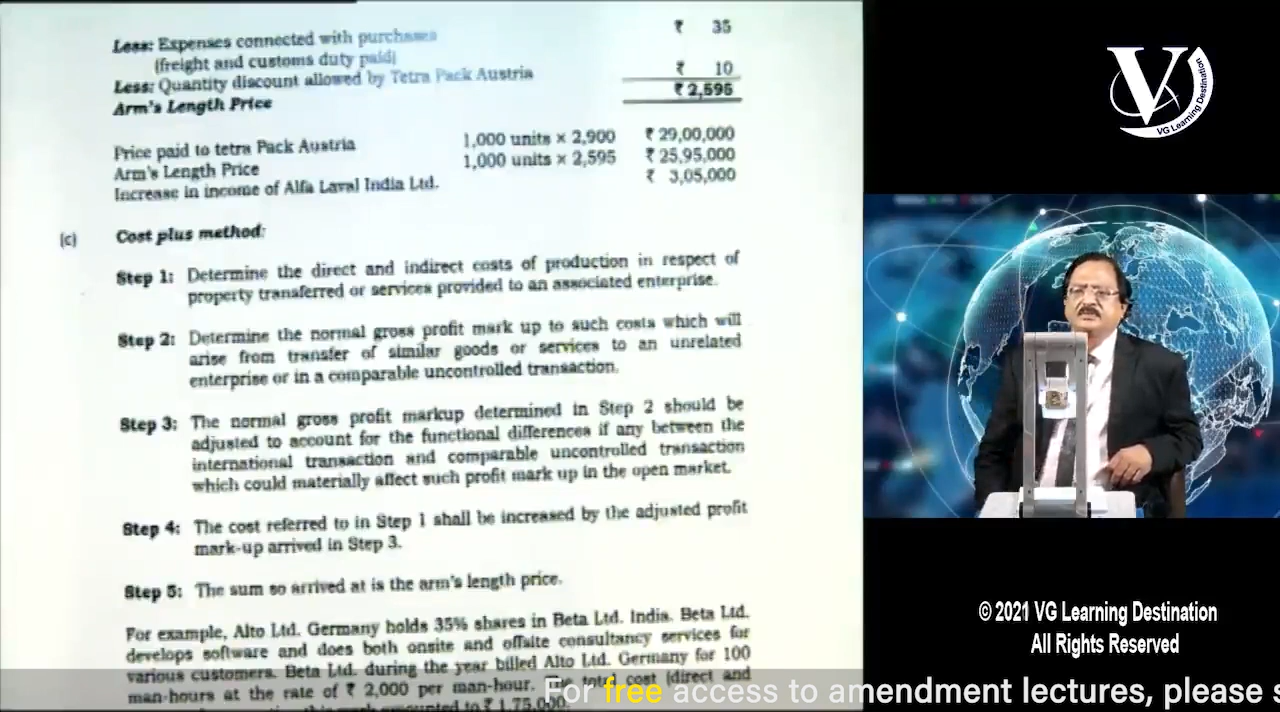 ₹ 35
Less: Expenses connected with purchases
(freight and customs duty paid)
₹ 10
Less: Quantity discount allowed by Tetra Pack Austria
₹ 2,595
Arm's Length Price
Price paid to tetra Pack Austria 1,000 units × 2,900 ₹ 29,00,000
Arm's Length Price 1,000 units × 2,595 ₹ 25,95,000
Increase in income of Alfa Laval India Ltd. ₹ 3,05,000
(c) Cost plus method:
Step 1: Determine the direct and indirect costs of production in respect of
property transferred or services provided to an associated enterprise.
Step 2: Determine the normal gross profit mark up to such costs which will
arise from transfer of similar goods or services to an unrelated
enterprise or in a comparable uncontrolled transaction.
Step 3: The normal gross profit markup determined in Step 2 should be
adjusted to account for the functional differences if any between the
international transaction and comparable uncontrolled transaction
which could materially affect such profit mark up in the open market.
Step 4: The cost referred to in Step 1 shall be increased by the adjusted profit
mark-up arrived in Step 3.
Step 5: The sum so arrived at is the arm's length price.
For example, Alto Ltd. Germany holds 35% shares in Beta Ltd. India. Beta Ltd.
develops software and does both onsite and offsite consultancy services for
various customers. Beta Ltd. during the year billed Alto Ltd. Germany for 100
man-hours at the rate of ₹ 2,000 per man-hour. The total cost (direct and
amounted to ₹ 1,75,000.
For free access to amendment lectures, please s
V
VG Learning Destination
© 2021 VG Learning Destination
All Rights Reserved